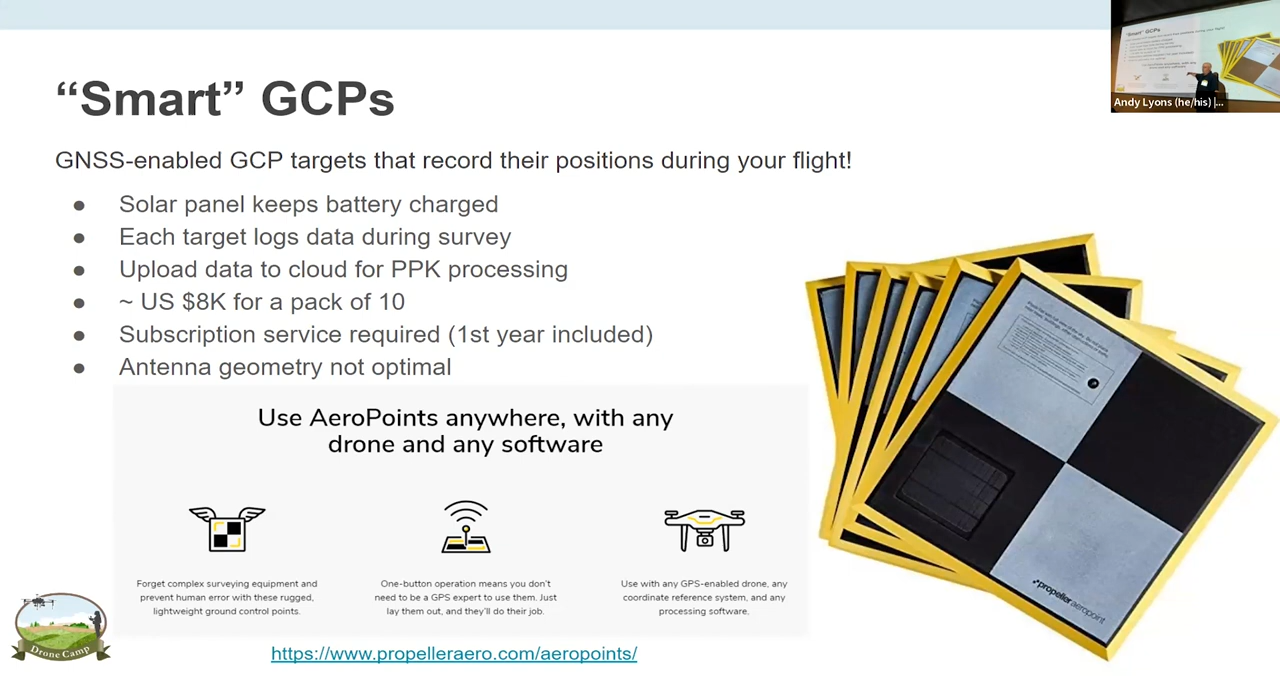 “Smart” GCPs
GNSS-enabled GCP targets that record their positions during your flight!
● Solar panel keeps battery charged
● Each target logs data during survey
● Upload data to cloud for PPK processing
● ~ US $8K for a pack of 10
● Subscription service required (1st year included)
● Antenna geometry not optimal
Use AeroPoints anywhere, with any
drone and any software
Forget complex surveying equipment and
prevent human error with these rugged,
lightweight ground control points.
One-button operation means you don’t
need to be a GPS expert to use them. Just
lay them out, and they’ll do their job.
Use with any GPS-enabled drone, any
coordinate reference system, and any
processing software.
https://www.propelleraero.com/aeropoints/
Drone Camp
propelleraeropoint
“Smart” GCPs
Andy Lyons (he/his) |...